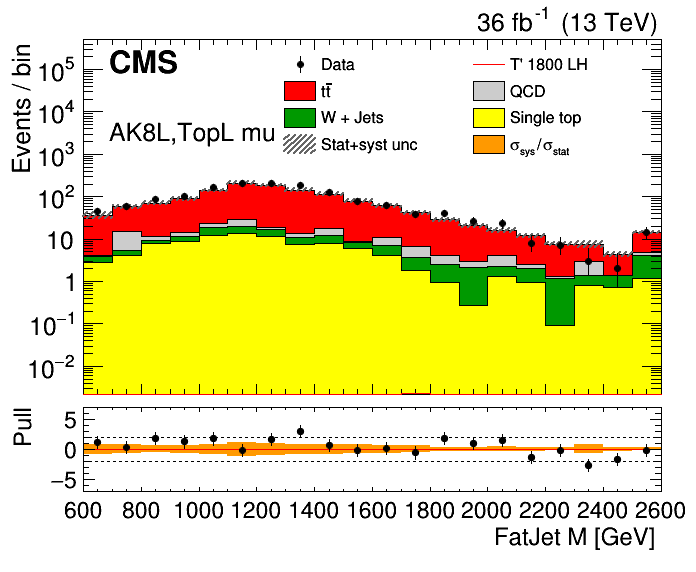 36 fb⁻¹ (13 TeV)
CMS
Data
T' 1800 LH
tt̄
QCD
W + Jets
Single top
AK8L,TopL mu
Stat+syst unc
σsys/σstat
Events / bin
10⁵
10⁴
10³
10²
10
1
10⁻¹
10⁻²
Pull
5
0
−5
600 800 1000 1200 1400 1600 1800 2000 2200 2400 2600
FatJet M [GeV]